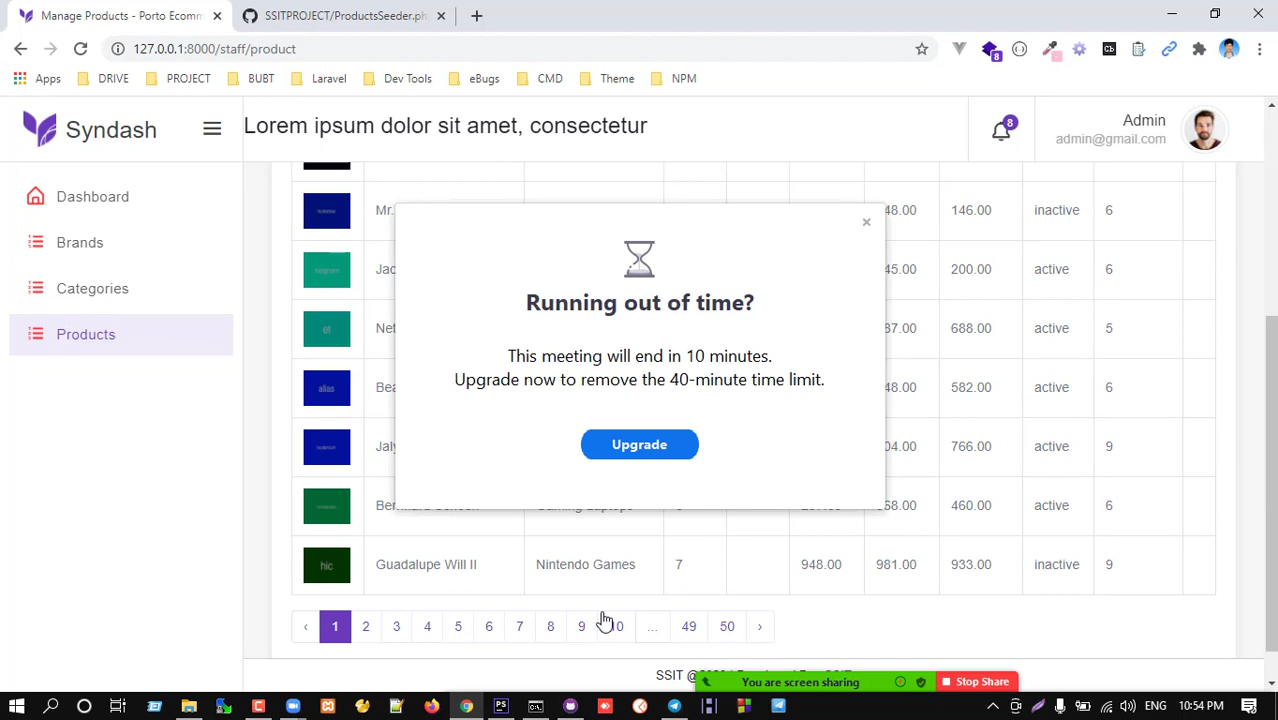 Manage Products - Porto Ecomm
SSITPROJECT/ProductsSeeder.ph
127.0.0.1:8000/staff/product
8
Cb
Apps
DRIVE
PROJECT
BUBT
Laravel
Dev Tools
eBugs
CMD
Theme
NPM
Syndash
Lorem ipsum dolor sit amet, consectetur
8
Admin
admin@gmail.com
Dashboard
Brands
Categories
Products
Mr.
48.00 146.00 inactive 6
Jac
45.00 200.00 active 6
et
Net
87.00 688.00 active 5
alias
Bea
48.00 582.00 active 6
Jaly
04.00 766.00 active 9
460.00 active 6
hic
Guadalupe Will II Nintendo Games 7 948.00 981.00 933.00 inactive 9
×
Running out of time?
This meeting will end in 10 minutes.
Upgrade now to remove the 40-minute time limit.
Upgrade
‹ 1 2 3 4 5 6 7 8 9 10 ... 49 50 ›
SSIT @
You are screen sharing
Stop Share
10:54 PM